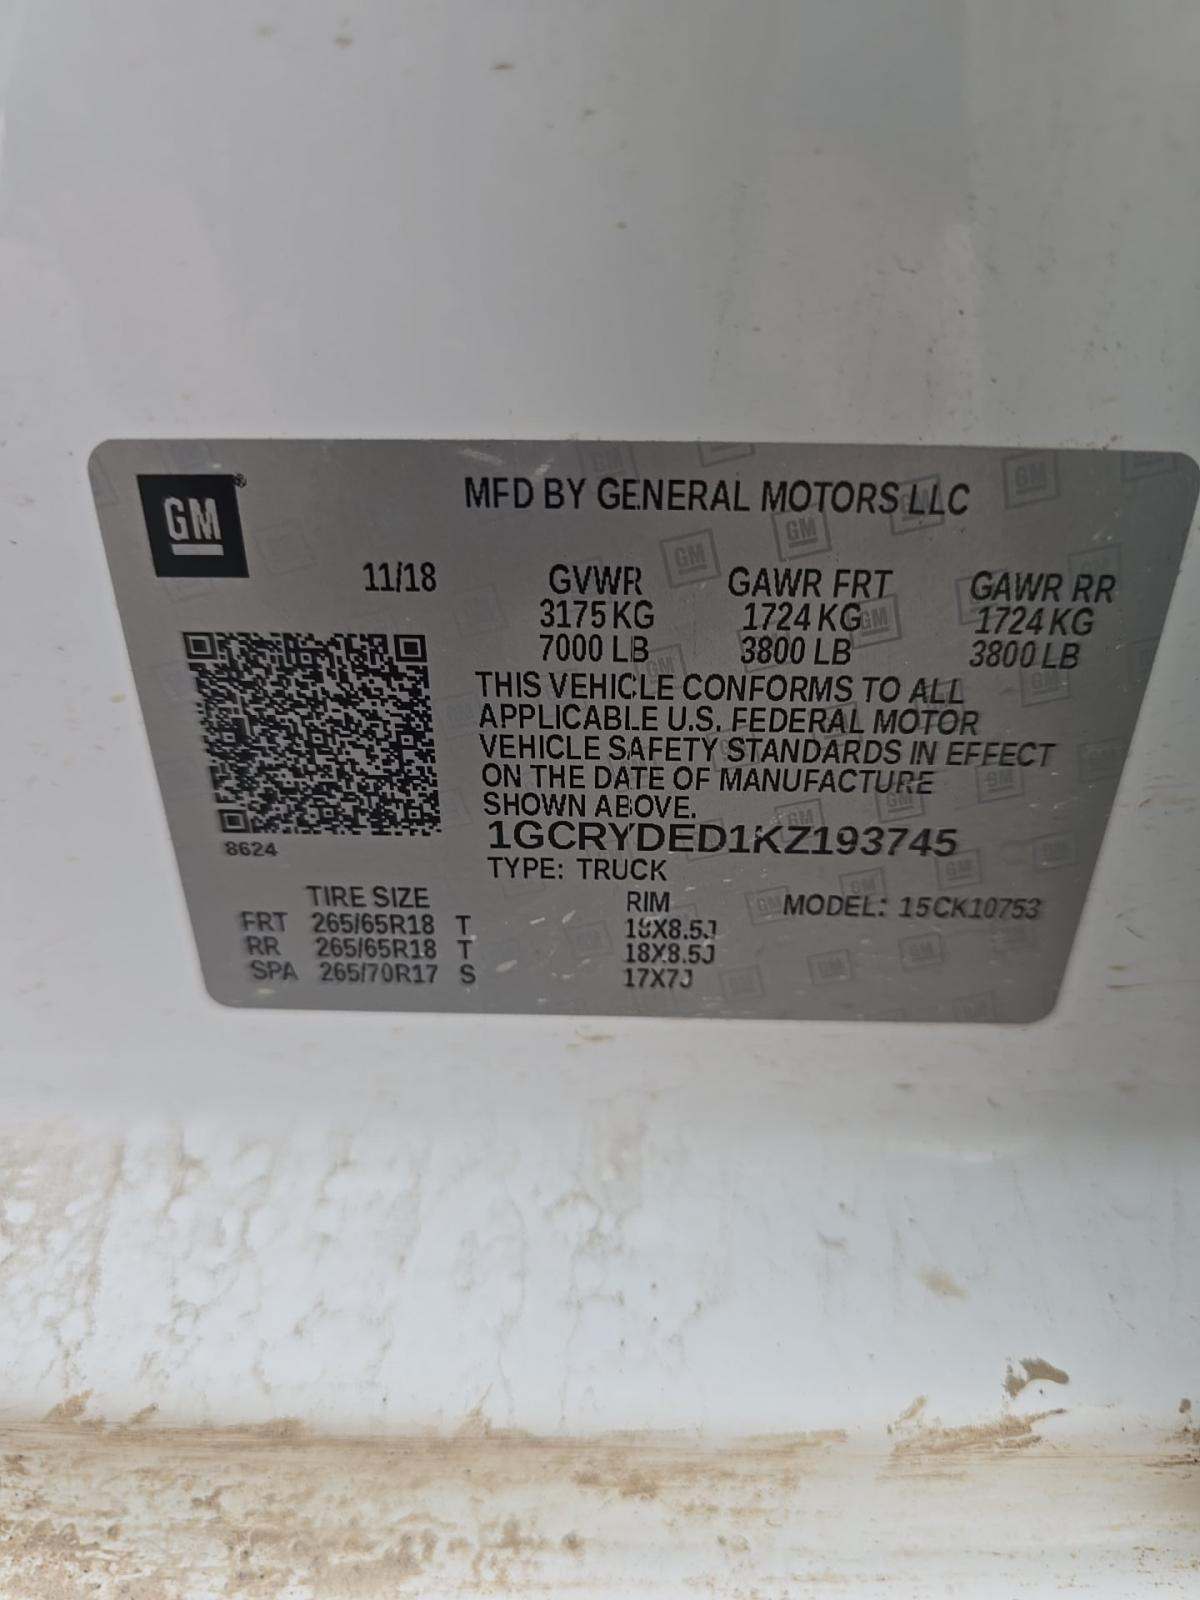 GM®
MFD BY GENERAL MOTORS LLC
11/18 GVWR GAWR FRT GAWR RR
3175 KG 1724 KG 1724 KG
7000 LB 3800 LB 3800 LB
THIS VEHICLE CONFORMS TO ALL
APPLICABLE U.S. FEDERAL MOTOR
VEHICLE SAFETY STANDARDS IN EFFECT
ON THE DATE OF MANUFACTURE
SHOWN ABOVE.
1GCRYDED1KZ193745
8624
TYPE: TRUCK
TIRE SIZE RIM MODEL: 15CK10753
FRT 265/65R18 T 18X8.5J
RR 265/65R18 T 18X8.5J
SPA 265/70R17 S 17X7J